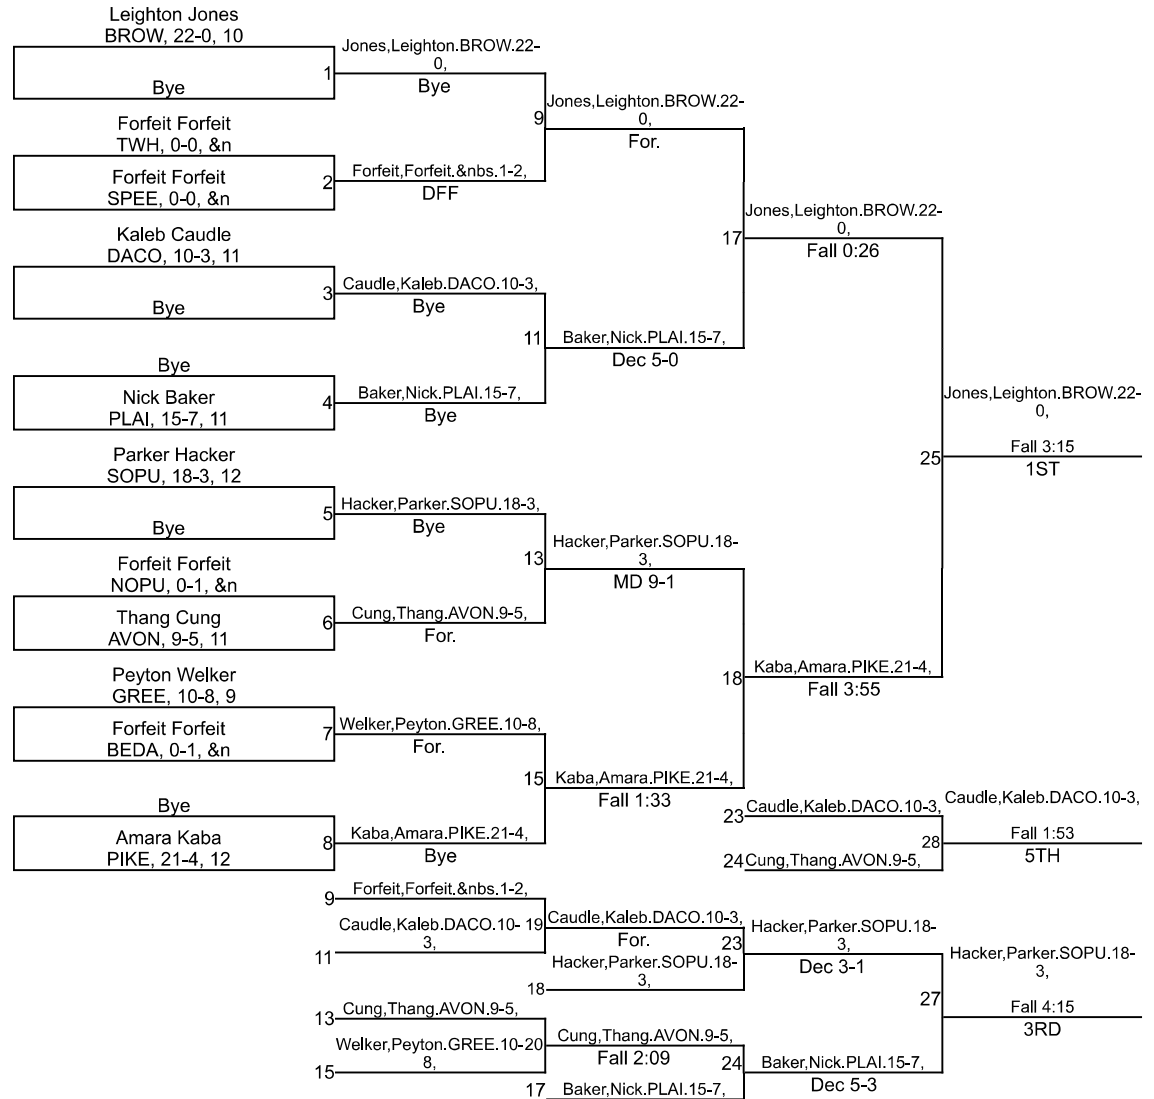 Leighton Jones
BROW, 22-0, 10
Bye
1
Jones,Leighton.BROW.22-
0,
Bye
Forfeit Forfeit
TWH, 0-0, &n
Forfeit Forfeit
SPEE, 0-0, &n
2
Forfeit,Forfeit.&nbs.1-2,
DFF
9
Jones,Leighton.BROW.22-
0,
For.
Kaleb Caudle
DACO, 10-3, 11
Bye
3
Caudle,Kaleb.DACO.10-3,
Bye
Bye
Nick Baker
PLAI, 15-7, 11
4
Baker,Nick.PLAI.15-7,
Bye
11
Baker,Nick.PLAI.15-7,
Dec 5-0
17
Jones,Leighton.BROW.22-
0,
Fall 0:26
Parker Hacker
SOPU, 18-3, 12
Bye
5
Hacker,Parker.SOPU.18-3,
Bye
Forfeit Forfeit
NOPU, 0-1, &n
Thang Cung
AVON, 9-5, 11
6
Cung,Thang.AVON.9-5,
For.
13
Hacker,Parker.SOPU.18-
3,
MD 9-1
Peyton Welker
GREE, 10-8, 9
Forfeit Forfeit
BEDA, 0-1, &n
7
Welker,Peyton.GREE.10-8,
For.
Bye
Amara Kaba
PIKE, 21-4, 12
8
Kaba,Amara.PIKE.21-4,
Bye
15
Kaba,Amara.PIKE.21-4,
Fall 1:33
18
Kaba,Amara.PIKE.21-4,
Fall 3:55
25
Jones,Leighton.BROW.22-
0,
Fall 3:15
1ST
23
Caudle,Kaleb.DACO.10-3,
24
Cung,Thang.AVON.9-5,
28
Caudle,Kaleb.DACO.10-3,
Fall 1:53
5TH
9
Forfeit,Forfeit.&nbs.1-2,
Caudle,Kaleb.DACO.10-
3,
11
19
Caudle,Kaleb.DACO.10-3,
For.
Hacker,Parker.SOPU.18-
3,
18
23
Hacker,Parker.SOPU.18-
3,
Dec 3-1
13
Cung,Thang.AVON.9-5,
Welker,Peyton.GREE.10-
8,
15
20
Cung,Thang.AVON.9-5,
Fall 2:09
17
Baker,Nick.PLAI.15-7,
24
Baker,Nick.PLAI.15-7,
Dec 5-3
27
Hacker,Parker.SOPU.18-
3,
Fall 4:15
3RD